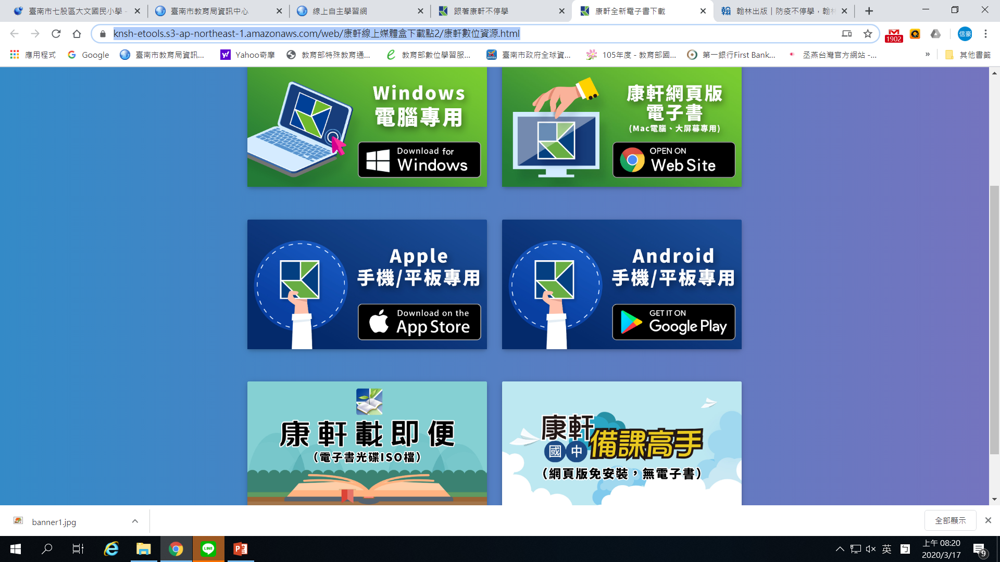 臺南市七股區大文國民小學 -
臺南市教育局資訊中心
線上自主學習網
跟著康軒不停學
康軒全新電子書下載
翰林出版 | 防疫不停學，翰林
knsh-etools.s3-ap-northeast-1.amazonaws.com/web/康軒線上媒體盒下載點2/康軒數位資源.html
1902
信豪
應用程式
Google
臺南市教育局資訊...
Yahoo奇摩
教育部特殊教育通...
教育部數位學習服...
臺南市政府全球資...
105年度 - 教育部國...
第一銀行First Bank...
丞燕台灣官方網站 -...
»
其他書籤
Windows
電腦專用
Download for
Windows
康軒網頁版
電子書
(Mac電腦、大屏幕專用)
OPEN ON
Web Site
Apple
手機/平板專用
Download on the
App Store
Android
手機/平板專用
GET IT ON
Google Play
康軒載即便
（電子書光碟ISO檔）
康軒
國中
備課高手
（網頁版免安裝，無電子書）
banner1.jpg
全部顯示
LINE
英
上午 08:20
2020/3/17
9